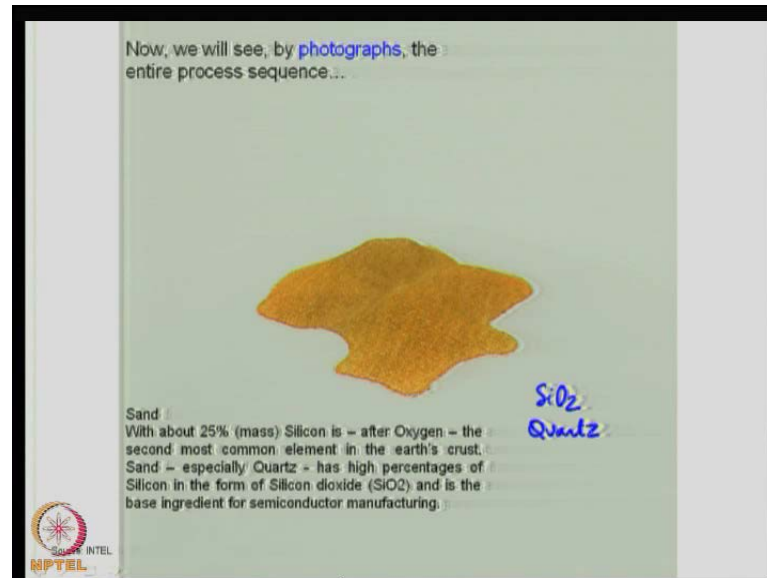 Now, we will see, by photographs, the
entire process sequence...
SiO2
Quartz
Sand
With about 25% (mass) Silicon is – after Oxygen – the
second most common element in the earth's crust.
Sand – especially Quartz - has high percentages of
Silicon in the form of Silicon dioxide (SiO2) and is the
base ingredient for semiconductor manufacturing.
Source: INTEL
NPTEL